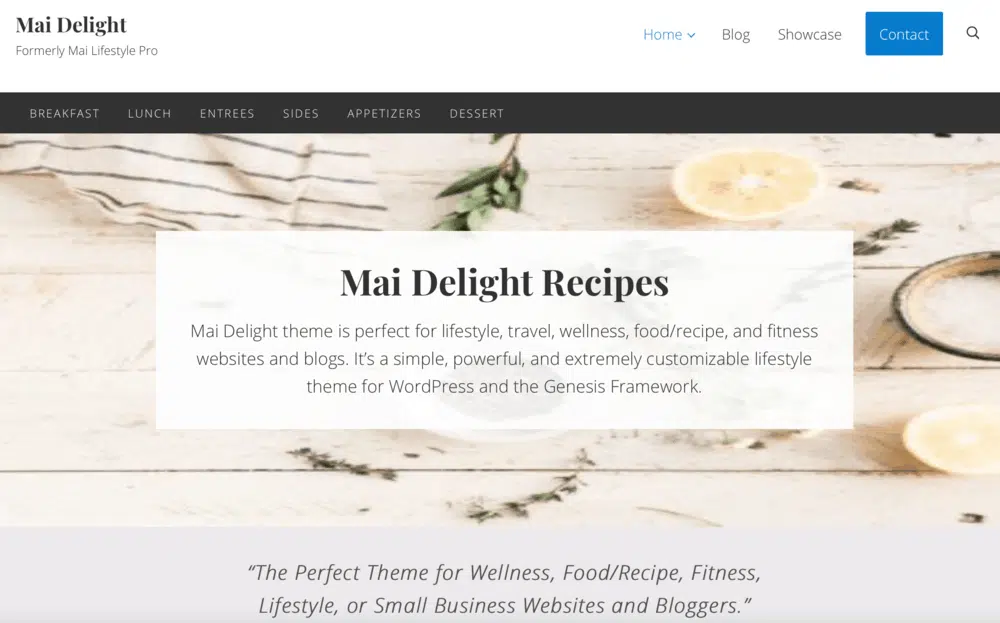 Mai Delight
Formerly Mai Lifestyle Pro
Home
Blog
Showcase
Contact
BREAKFAST
LUNCH
ENTREES
SIDES
APPETIZERS
DESSERT
Mai Delight Recipes
Mai Delight theme is perfect for lifestyle, travel, wellness, food/recipe, and fitness
websites and blogs. It’s a simple, powerful, and extremely customizable lifestyle
theme for WordPress and the Genesis Framework.
“The Perfect Theme for Wellness, Food/Recipe, Fitness,
Lifestyle, or Small Business Websites and Bloggers.”